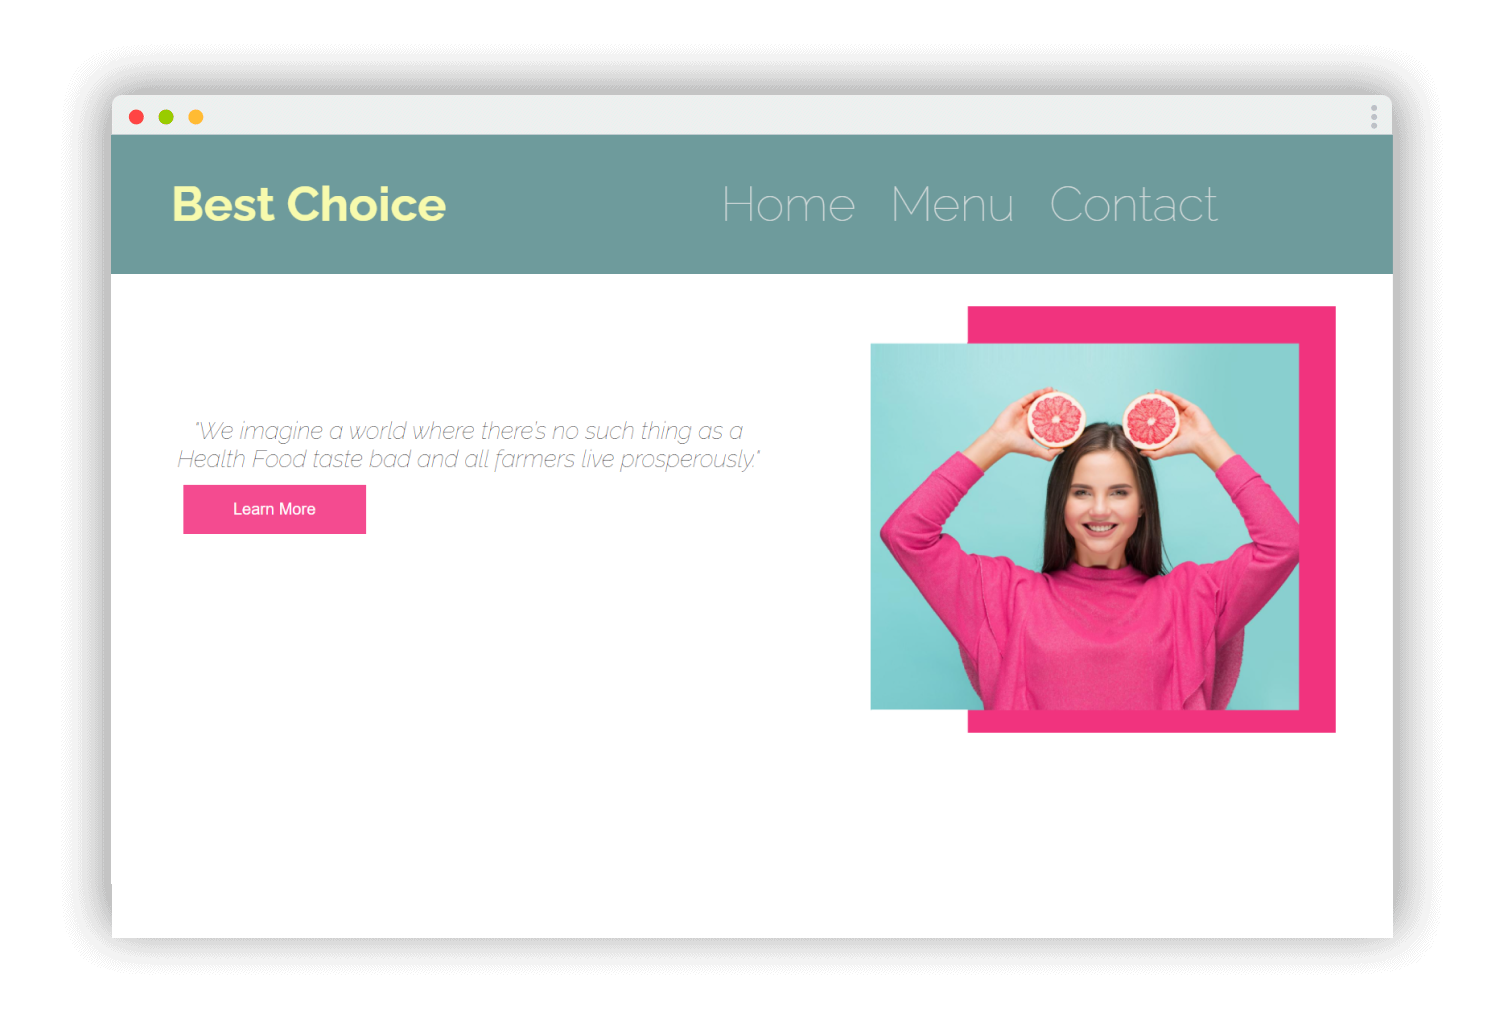 Best Choice
Home Menu Contact
"We imagine a world where there's no such thing as a
Health Food taste bad and all farmers live prosperously."
Learn More